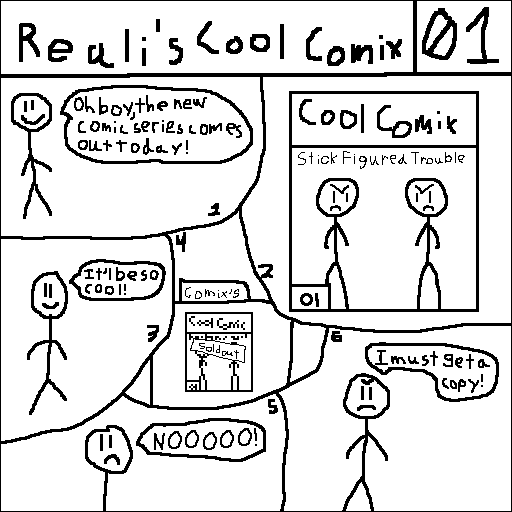 Reali's Cool Comix
01
Oh boy, the new
comic series comes
out today!
1
Cool Comix
Stick Figured Trouble
01
2
It'll be so
cool!
3
4
Comix's
Cool Comic
Sold out
5
NOOOOO!
6
I must get a
copy!